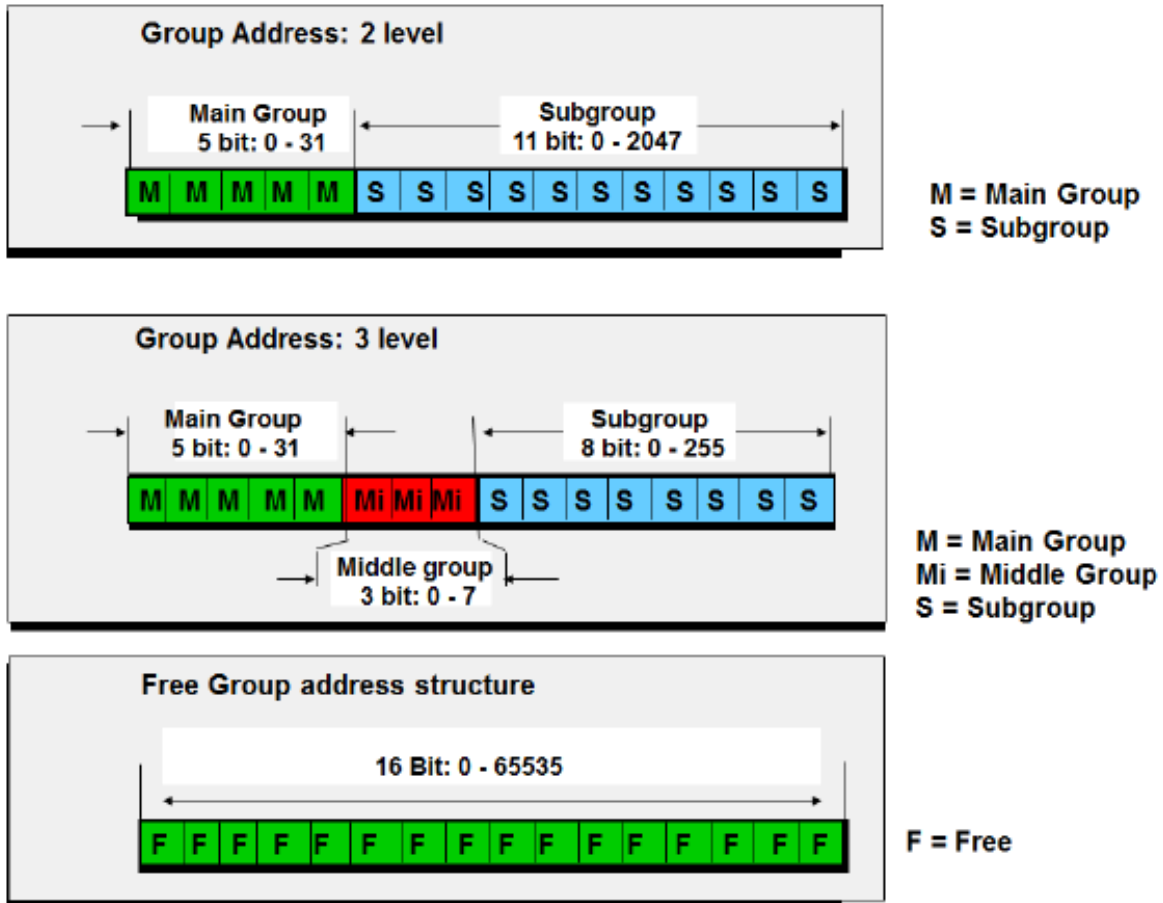 Group Address: 2 level
Main Group
5 bit: 0 - 31
Subgroup
11 bit: 0 - 2047
M M M M M S S S S S S S S S S S
M = Main Group
S = Subgroup
Group Address: 3 level
Main Group
5 bit: 0 - 31
Subgroup
8 bit: 0 - 255
M M M M M Mi Mi Mi S S S S S S S S
Middle group
3 bit: 0 - 7
M = Main Group
Mi = Middle Group
S = Subgroup
Free Group address structure
16 Bit: 0 - 65535
F F F F F F F F F F F F F F F F
F = Free